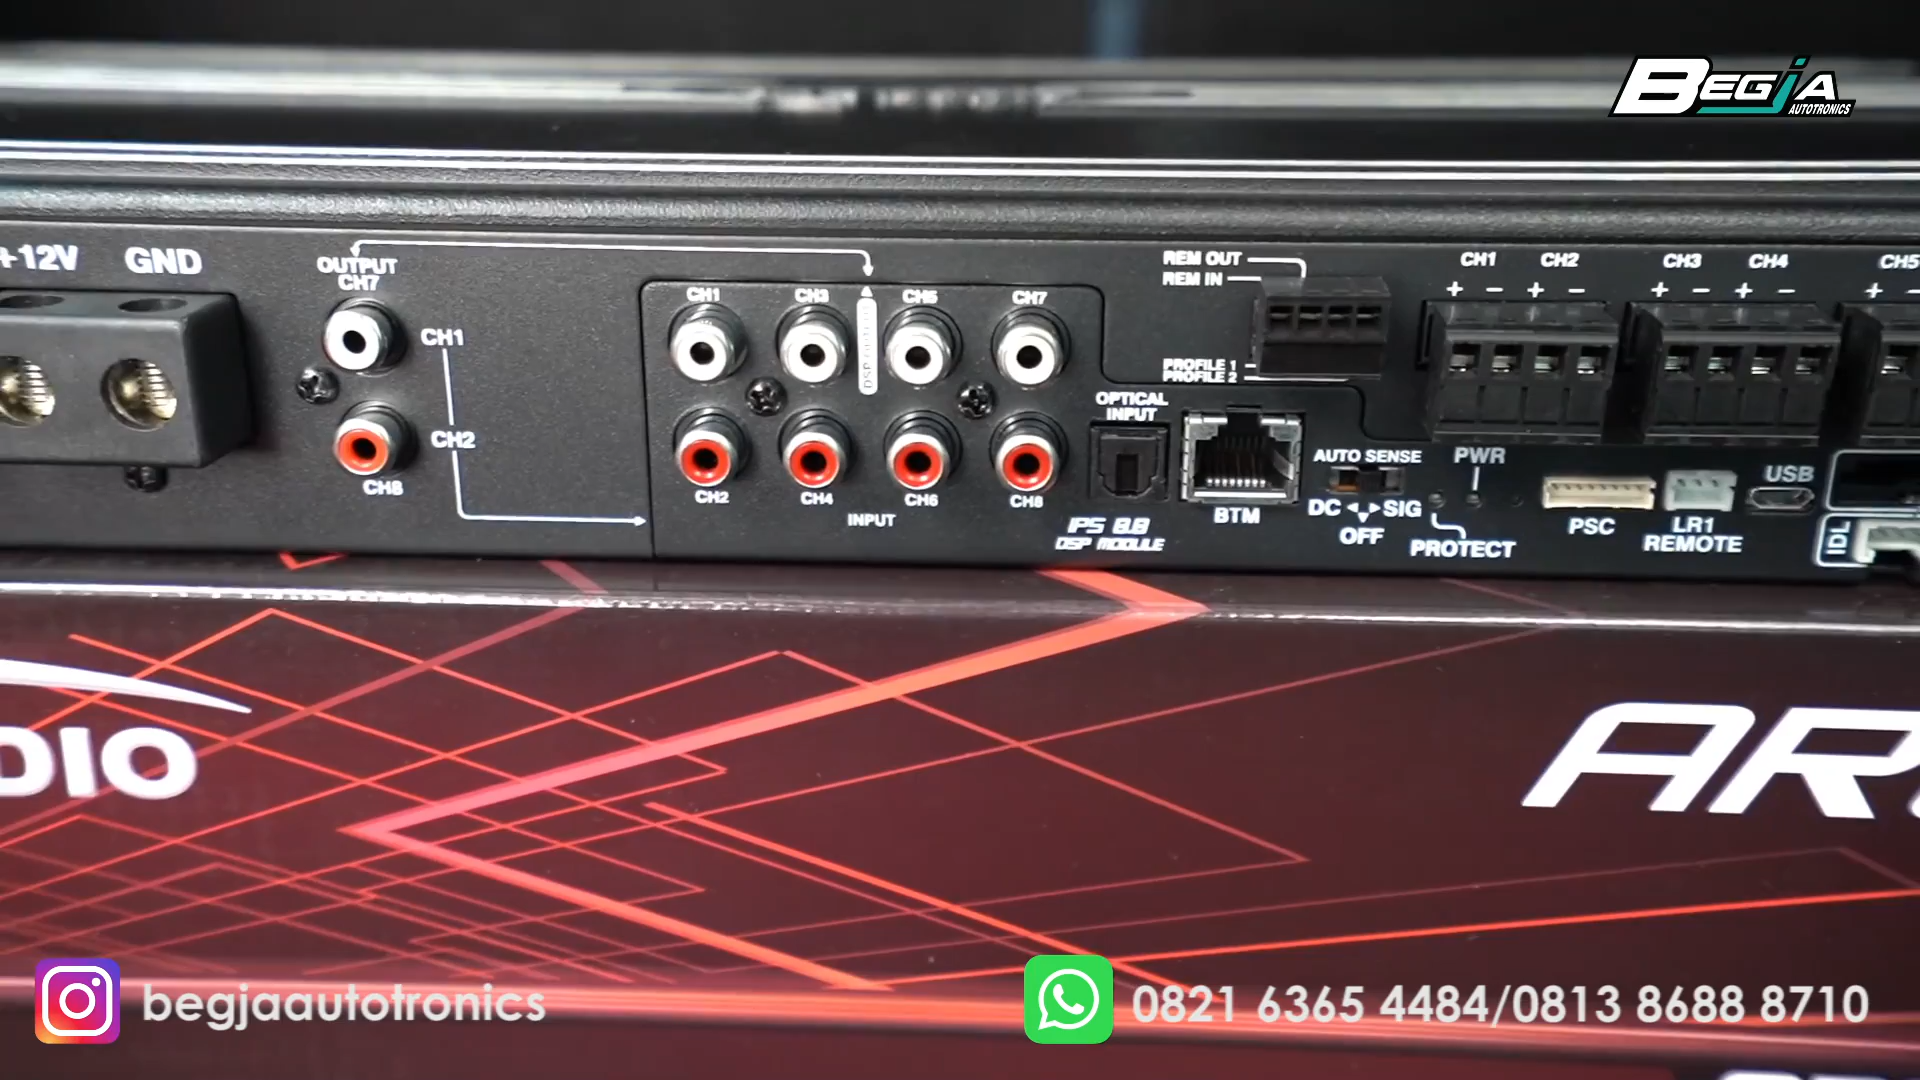 BEGJA
AUTOTRONICS
+12V GND
OUTPUT
CH7
CH1
CH2
CH8
CH1 CH3 CH5 CH7
CH2 CH4 CH6 CH8
INPUT
REM OUT
REM IN
PROFILE 1
PROFILE 2
OPTICAL
INPUT
IPS 8.8
DSP MODULE
BTM
AUTO SENSE
DC SIG
OFF
PWR
PROTECT
CH1 CH2 CH3 CH4 CH5
+ - + - + - + - + -
PSC
LR1
REMOTE
USB
IDL
DIO
AR
begjaautotronics
0821 6365 4484/0813 8688 8710